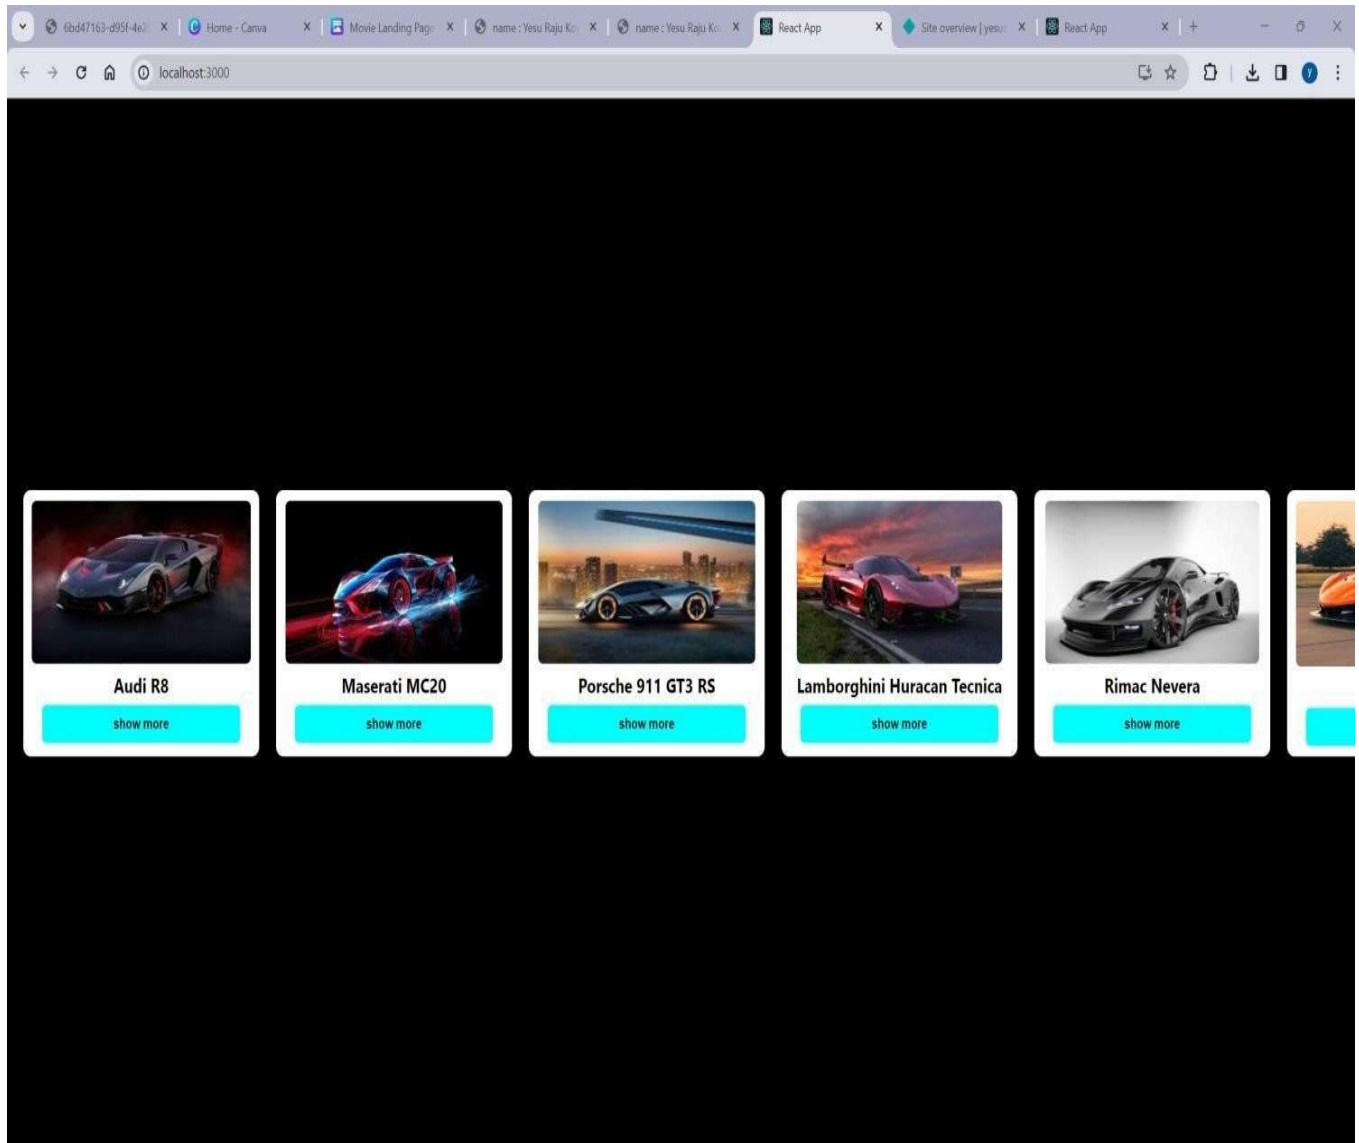 6bd47163-d95f-4e2
Home - Canva
Movie Landing Page
name : Yesu Raju Ko
name : Yesu Raju Ko
React App
Site overview | yesu
React App
localhost:3000
y
Audi R8
Maserati MC20
Porsche 911 GT3 RS
Lamborghini Huracan Tecnica
Rimac Nevera
show more
show more
show more
show more
show more